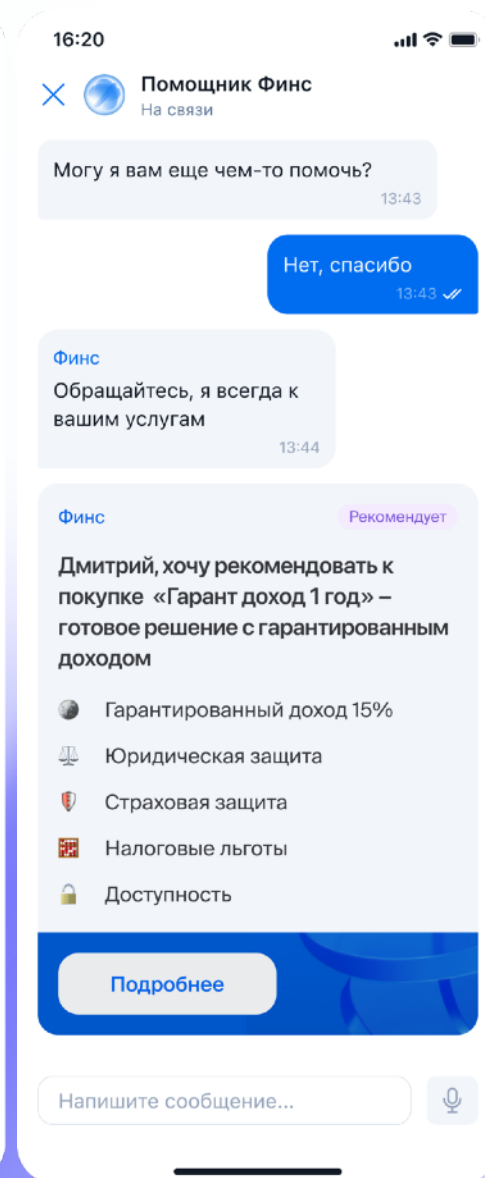 16:20
Помощник Финс
На связи
Могу я вам еще чем-то помочь?
13:43
Нет, спасибо
13:43
Финс
Обращайтесь, я всегда к
вашим услугам
13:44
Финс
Рекомендует
Дмитрий, хочу рекомендовать к
покупке «Гарант доход 1 год» –
готовое решение с гарантированным
доходом
Гарантированный доход 15%
Юридическая защита
Страховая защита
Налоговые льготы
Доступность
Подробнее
Напишите сообщение...